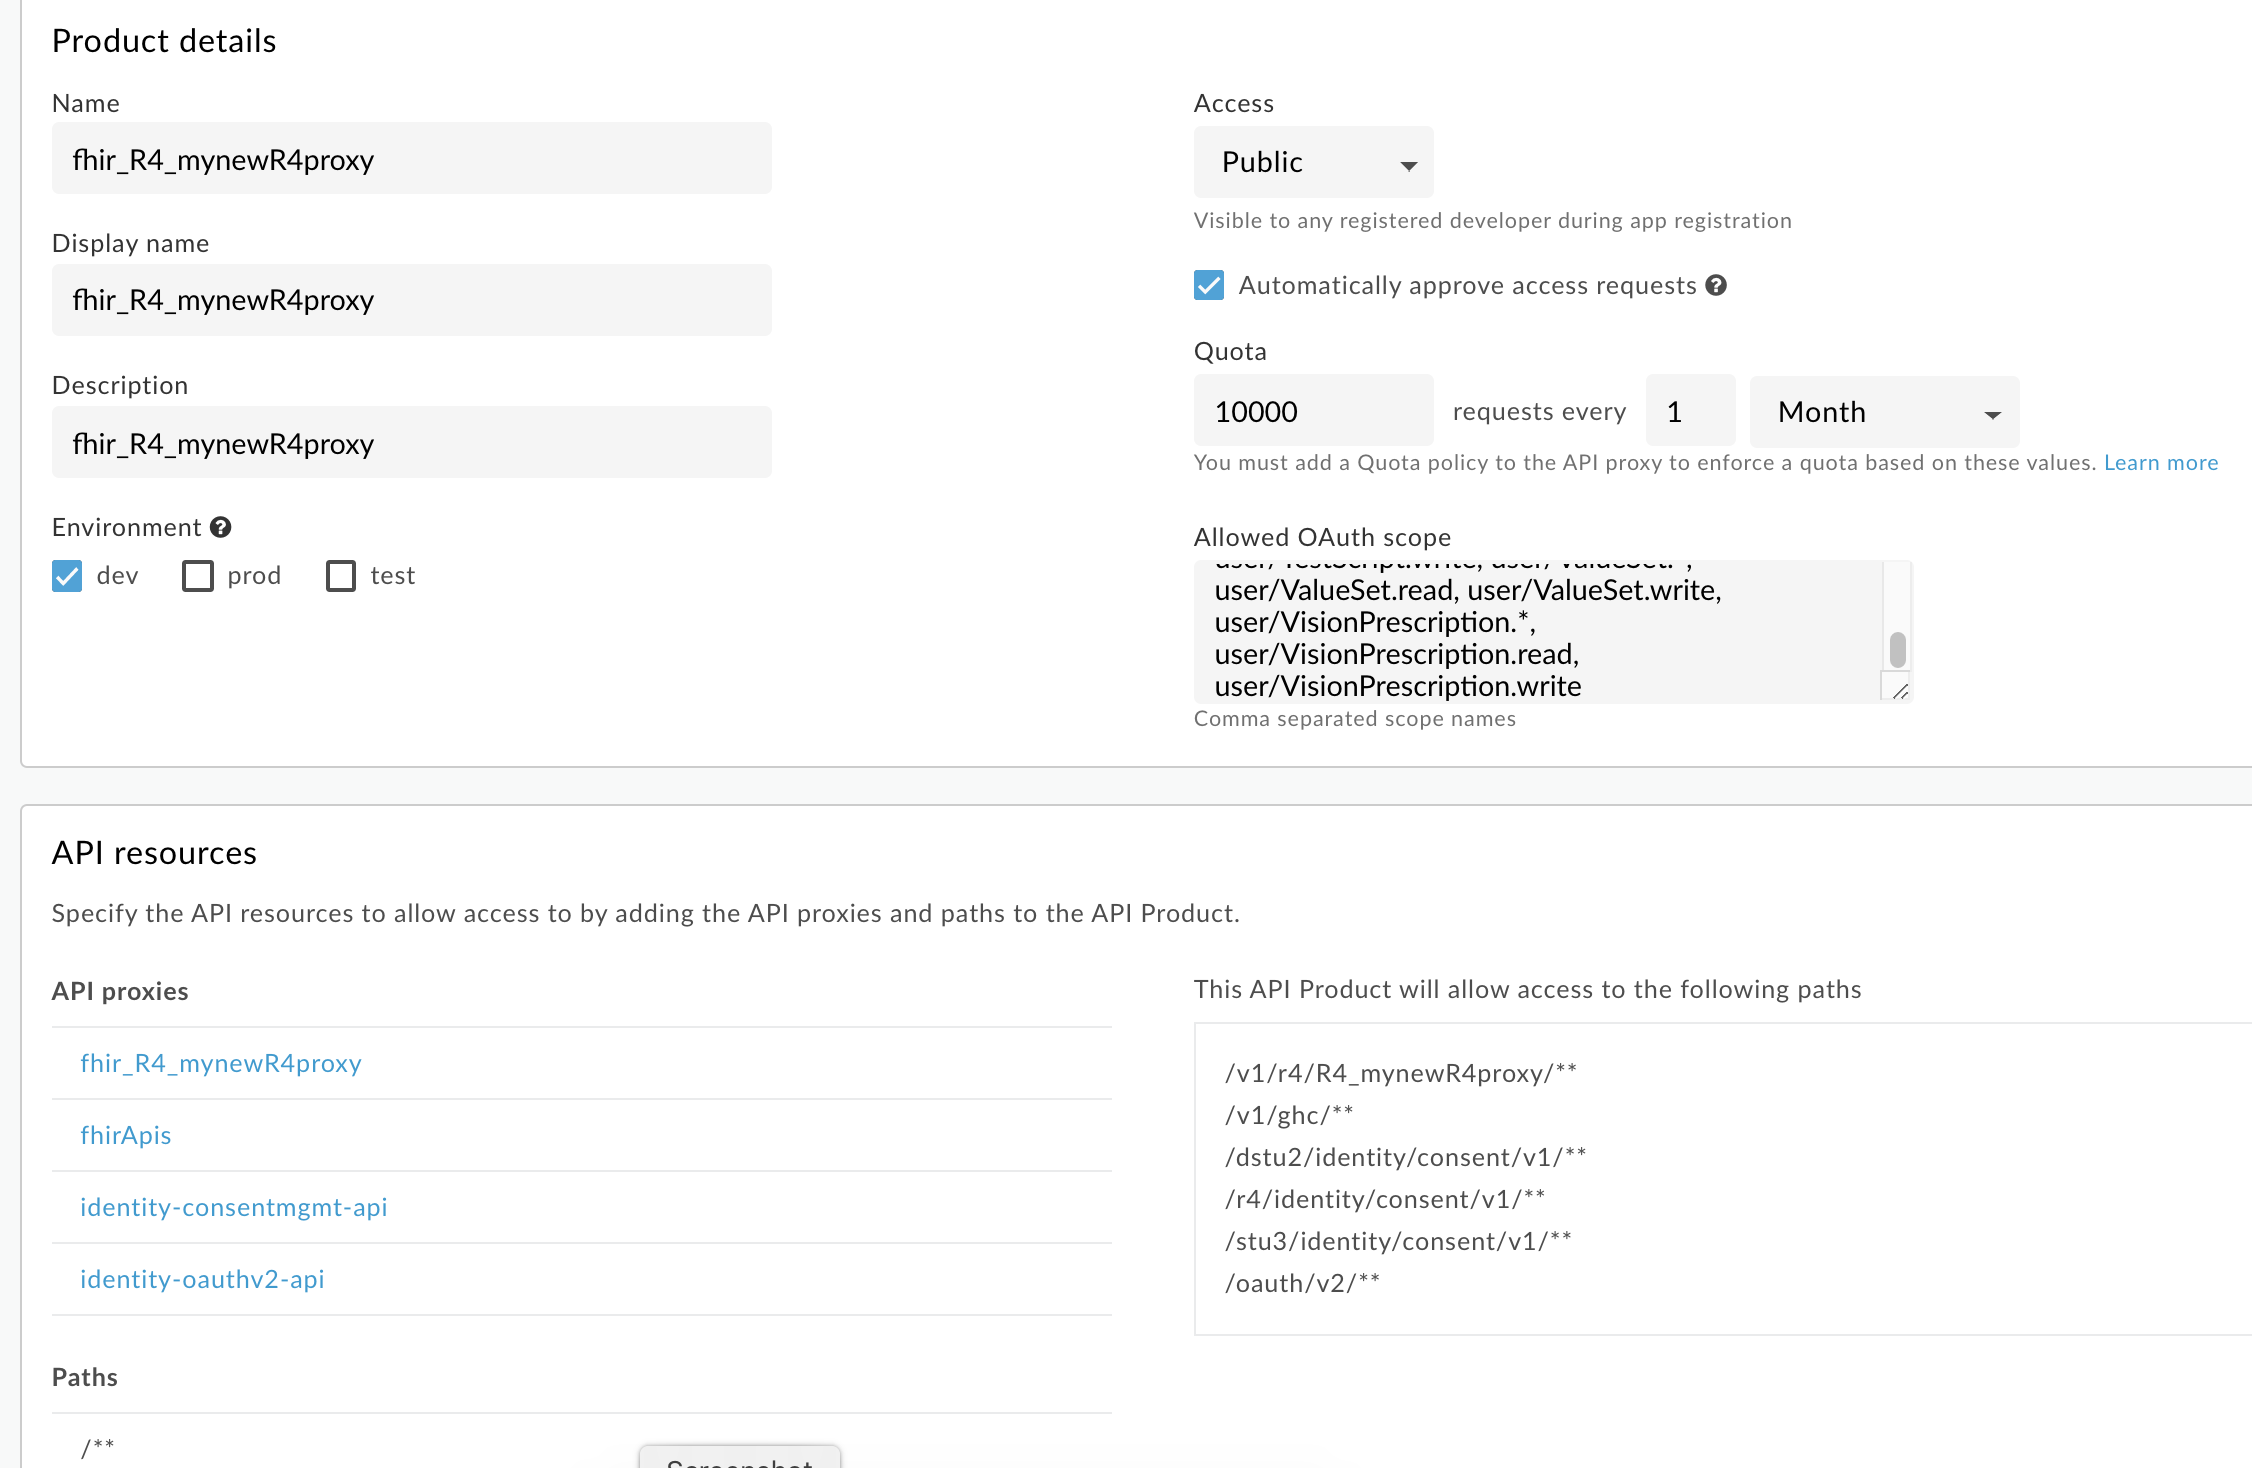 Product details
Name
fhir_R4_mynewR4proxy
Display name
fhir_R4_mynewR4proxy
Description
fhir_R4_mynewR4proxy
Environment ?
dev prod test
Access
Public
Visible to any registered developer during app registration
Automatically approve access requests ?
Quota
10000 requests every 1 Month
You must add a Quota policy to the API proxy to enforce a quota based on these values. Learn more
Allowed OAuth scope
user/TestScript.write, user/ValueSet.*,
user/ValueSet.read, user/ValueSet.write,
user/VisionPrescription.*,
user/VisionPrescription.read,
user/VisionPrescription.write
Comma separated scope names
API resources
Specify the API resources to allow access to by adding the API proxies and paths to the API Product.
API proxies
fhir_R4_mynewR4proxy
fhirApis
identity-consentmgmt-api
identity-oauthv2-api
Paths
/**
This API Product will allow access to the following paths
/v1/r4/R4_mynewR4proxy/**
/v1/ghc/**
/dstu2/identity/consent/v1/**
/r4/identity/consent/v1/**
/stu3/identity/consent/v1/**
/oauth/v2/**
Screenshot